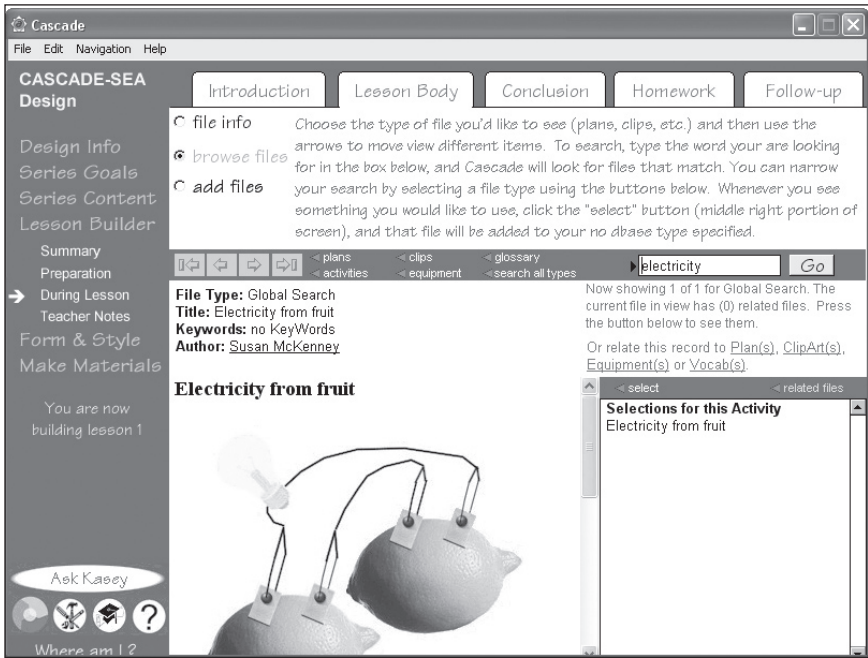 Cascade
File Edit Navigation Help
CASCADE-SEA
Design
Design Info
Series Goals
Series Content
Lesson Builder
Summary
Preparation
During Lesson
Teacher Notes
Form & Style
Make Materials
You are now
building lesson 1
Ask Kasey
?
Where am I ?
Introduction
Lesson Body
Conclusion
Homework
Follow-up
file info
browse files
add files
Choose the type of file you'd like to see (plans, clips, etc.) and then use the
arrows to move view different items. To search, type the word your are looking
for in the box below, and Cascade will look for files that match. You can narrow
your search by selecting a file type using the buttons below. Whenever you see
something you would like to use, click the "select" button (middle right portion of
screen), and that file will be added to your no dbase type specified.
plans clips glossary
activities equipment search all types
electricity Go
File Type: Global Search
Title: Electricity from fruit
Keywords: no KeyWords
Author: Susan McKenney
Now showing 1 of 1 for Global Search. The
current file in view has (0) related files. Press
the button below to see them.
Or relate this record to Plan(s), ClipArt(s),
Equipment(s) or Vocab(s).
Electricity from fruit
select related files
Selections for this Activity
Electricity from fruit